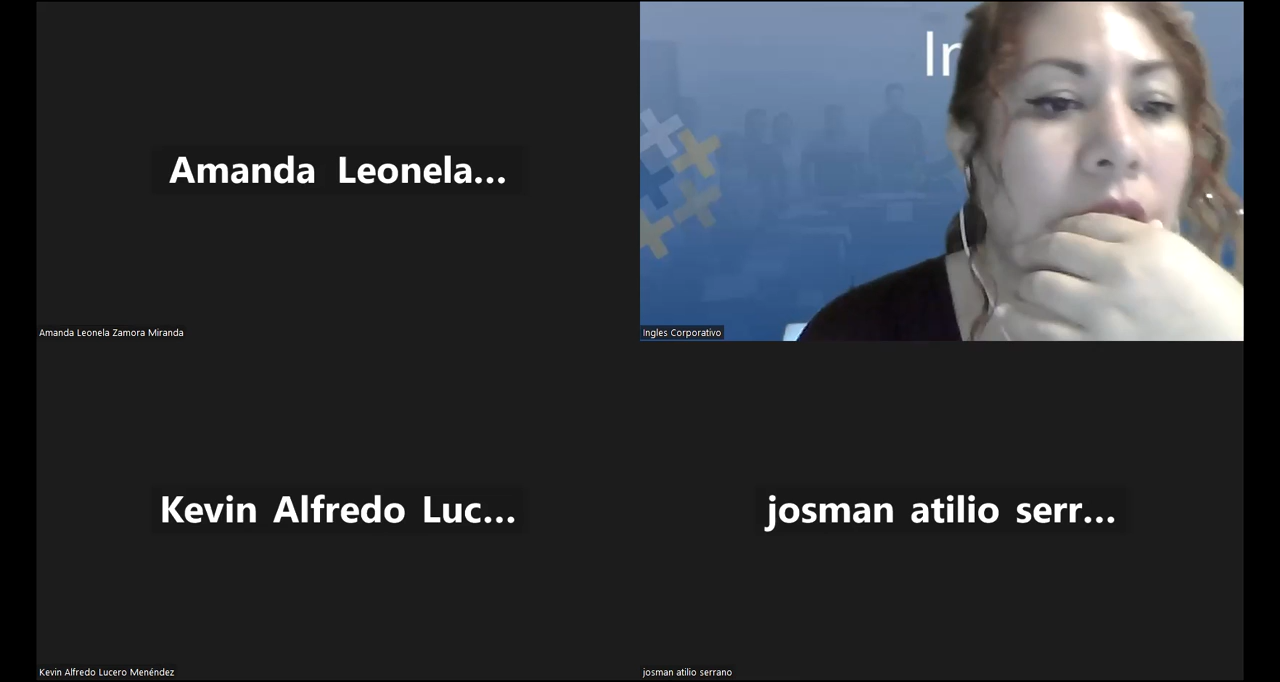 Amanda Leonela...
Amanda Leonela Zamora Miranda
In
Ingles Corporativo
Kevin Alfredo Luc...
Kevin Alfredo Lucero Menéndez
josman atilio serr...
josman atilio serrano